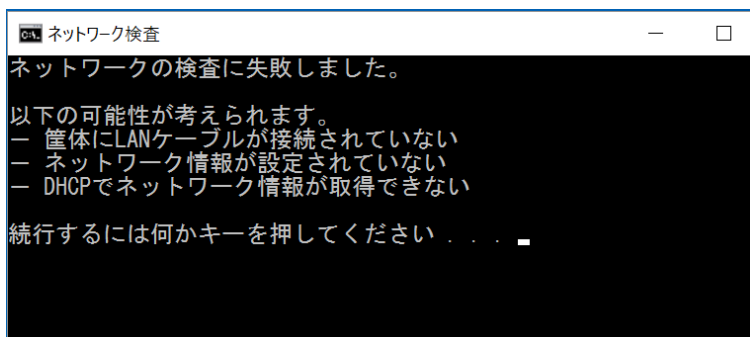 ネットワーク検査
ネットワークの検査に失敗しました。
以下の可能性が考えられます。
ー 筐体にLANケーブルが接続されていない
ー ネットワーク情報が設定されていない
ー DHCPでネットワーク情報が取得できない
続行するには何かキーを押してください . . .